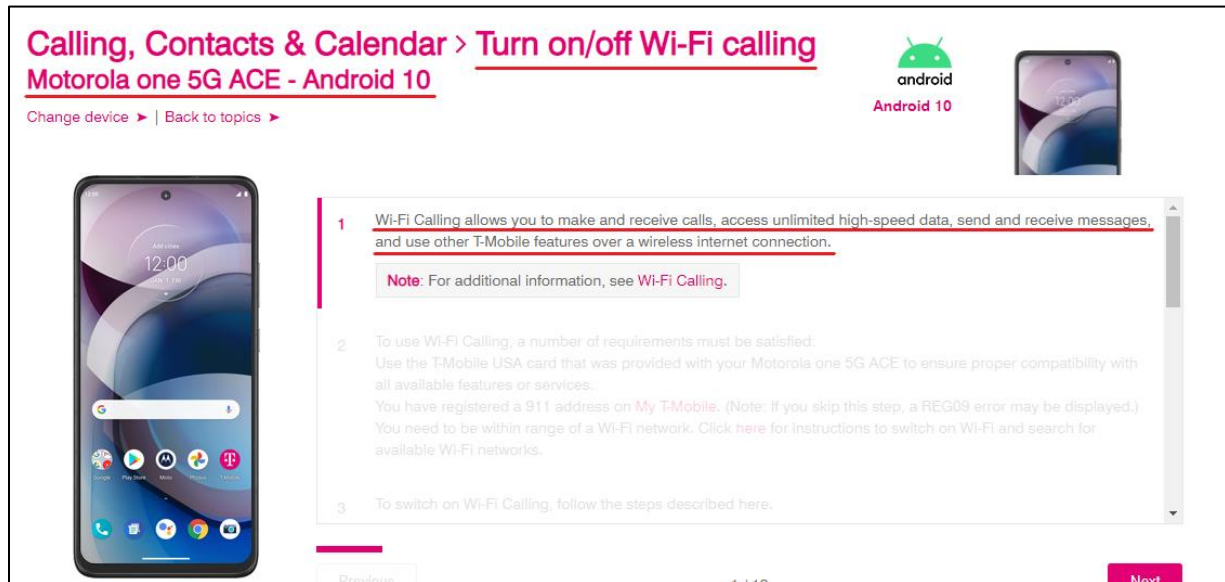 Calling, Contacts & Calendar > Turn on/off Wi-Fi calling
Motorola one 5G ACE - Android 10
Change device ➤ | Back to topics ➤
android
Android 10
12:00
12:00
Google Play Store Moto Photos T-Mobile
1 Wi-Fi Calling allows you to make and receive calls, access unlimited high-speed data, send and receive messages,
and use other T-Mobile features over a wireless internet connection.
Note: For additional information, see Wi-Fi Calling.
2 To use Wi-Fi Calling, a number of requirements must be satisfied:
Use the T-Mobile USA card that was provided with your Motorola one 5G ACE to ensure proper compatibility with
all available features or services.
You have registered a 911 address on My T-Mobile. (Note: If you skip this step, a REG09 error may be displayed.)
You need to be within range of a Wi-Fi network. Click here for instructions to switch on Wi-Fi and search for
available Wi-Fi networks.
3 To switch on Wi-Fi Calling, follow the steps described here.
Previous
Next